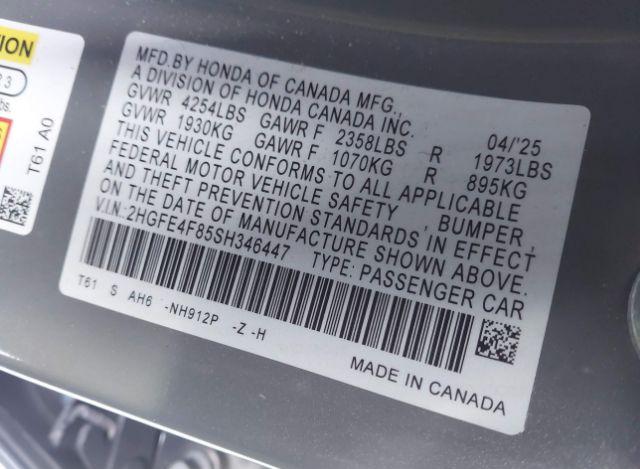 TION
R 3
bs.
T61 A0
MFD.BY HONDA OF CANADA MFG.,
A DIVISION OF HONDA CANADA INC. 04/'25
GVWR 4254LBS GAWR F 2358LBS R 1973LBS
GVWR 1930KG GAWR F 1070KG R 895KG
THIS VEHICLE CONFORMS TO ALL APPLICABLE
FEDERAL MOTOR VEHICLE SAFETY BUMPER,
AND THEFT PREVENTION STANDARDS IN EFFECT
ON THE DATE OF MANUFACTURE SHOWN ABOVE.
V.I.N.:2HGFE4F85SH346447 TYPE: PASSENGER CAR
T61 S AH6 -NH912P -Z -H
MADE IN CANADA